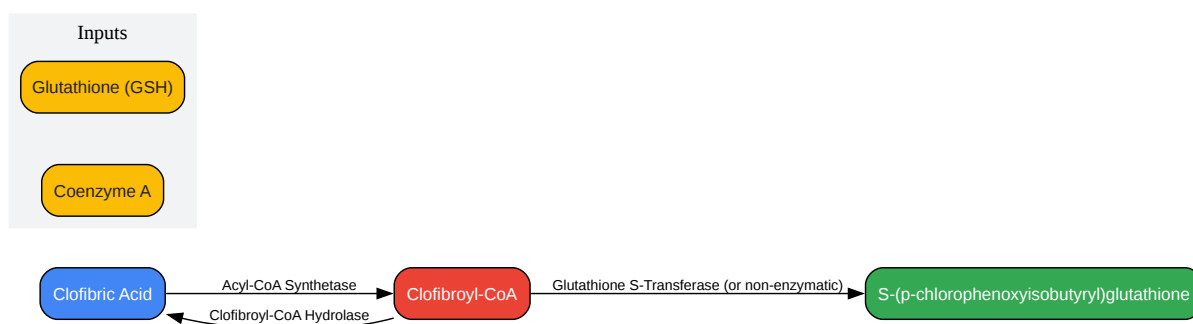 Inputs
Glutathione (GSH)
Coenzyme A
Clofibric Acid
Acyl-CoA Synthetase
Clofibroyl-CoA
Glutathione S-Transferase (or non-enzymatic)
S-(p-chlorophenoxyisobutyryl)glutathione
Clofibroyl-CoA Hydrolase